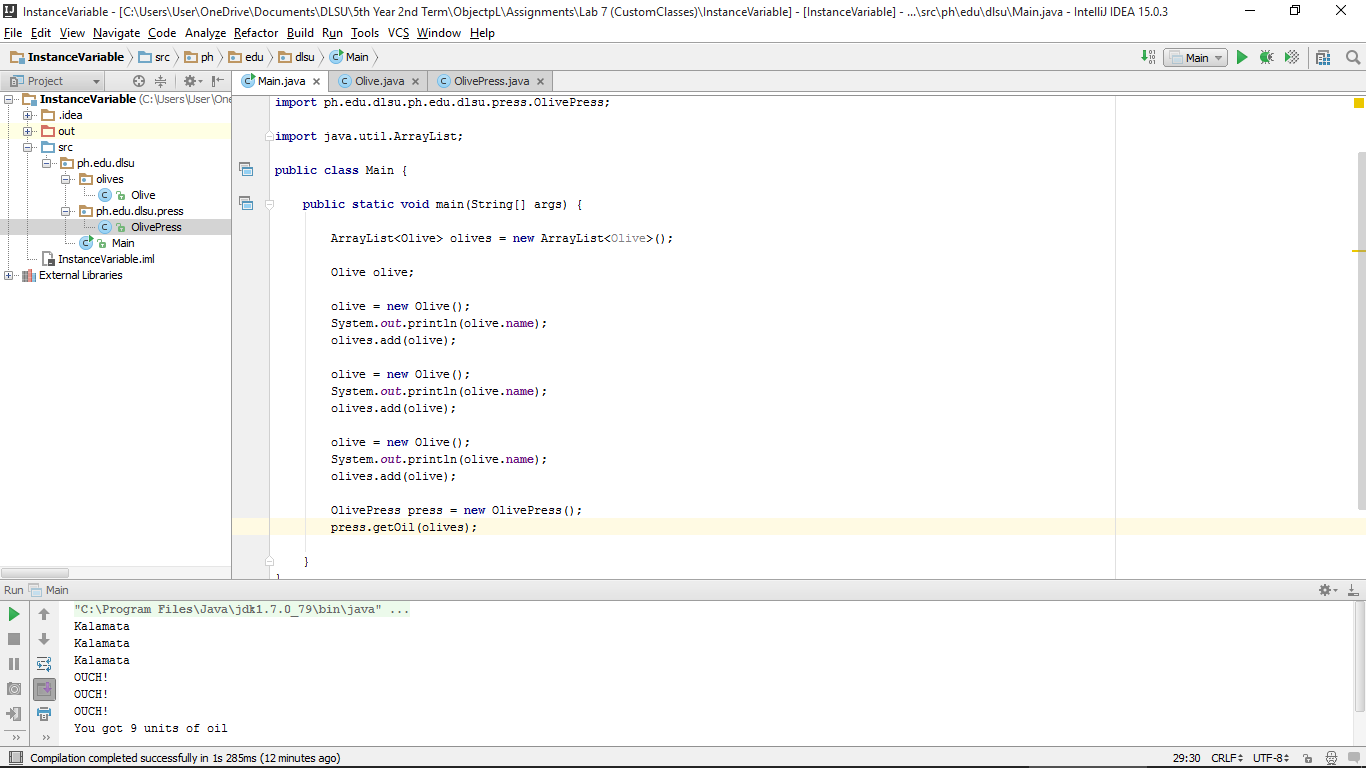 InstanceVariable - [C:\Users\User\OneDrive\Documents\DLSU\5th Year 2nd Term\ObjectpL\Assignments\Lab 7 (CustomClasses)\InstanceVariable] - [InstanceVariable] - ...\src\ph\edu\dlsu\Main.java - IntelliJ IDEA 15.0.3
File Edit View Navigate Code Analyze Refactor Build Run Tools VCS Window Help
InstanceVariable src ph edu dlsu Main
Main
Project
Main.java Olive.java OlivePress.java
InstanceVariable (C:\Users\User\One
.idea
out
src
ph.edu.dlsu
olives
Olive
ph.edu.dlsu.press
OlivePress
Main
InstanceVariable.iml
External Libraries
import ph.edu.dlsu.ph.edu.dlsu.press.OlivePress;
import java.util.ArrayList;
public class Main {
public static void main(String[] args) {
ArrayList<Olive> olives = new ArrayList<Olive>();
Olive olive;
olive = new Olive();
System.out.println(olive.name);
olives.add(olive);
olive = new Olive();
System.out.println(olive.name);
olives.add(olive);
olive = new Olive();
System.out.println(olive.name);
olives.add(olive);
OlivePress press = new OlivePress();
press.getOil(olives);
}
}
Run Main
"C:\Program Files\Java\jdk1.7.0_79\bin\java" ...
Kalamata
Kalamata
Kalamata
OUCH!
OUCH!
OUCH!
You got 9 units of oil
Compilation completed successfully in 1s 285ms (12 minutes ago)
29:30 CRLF UTF-8